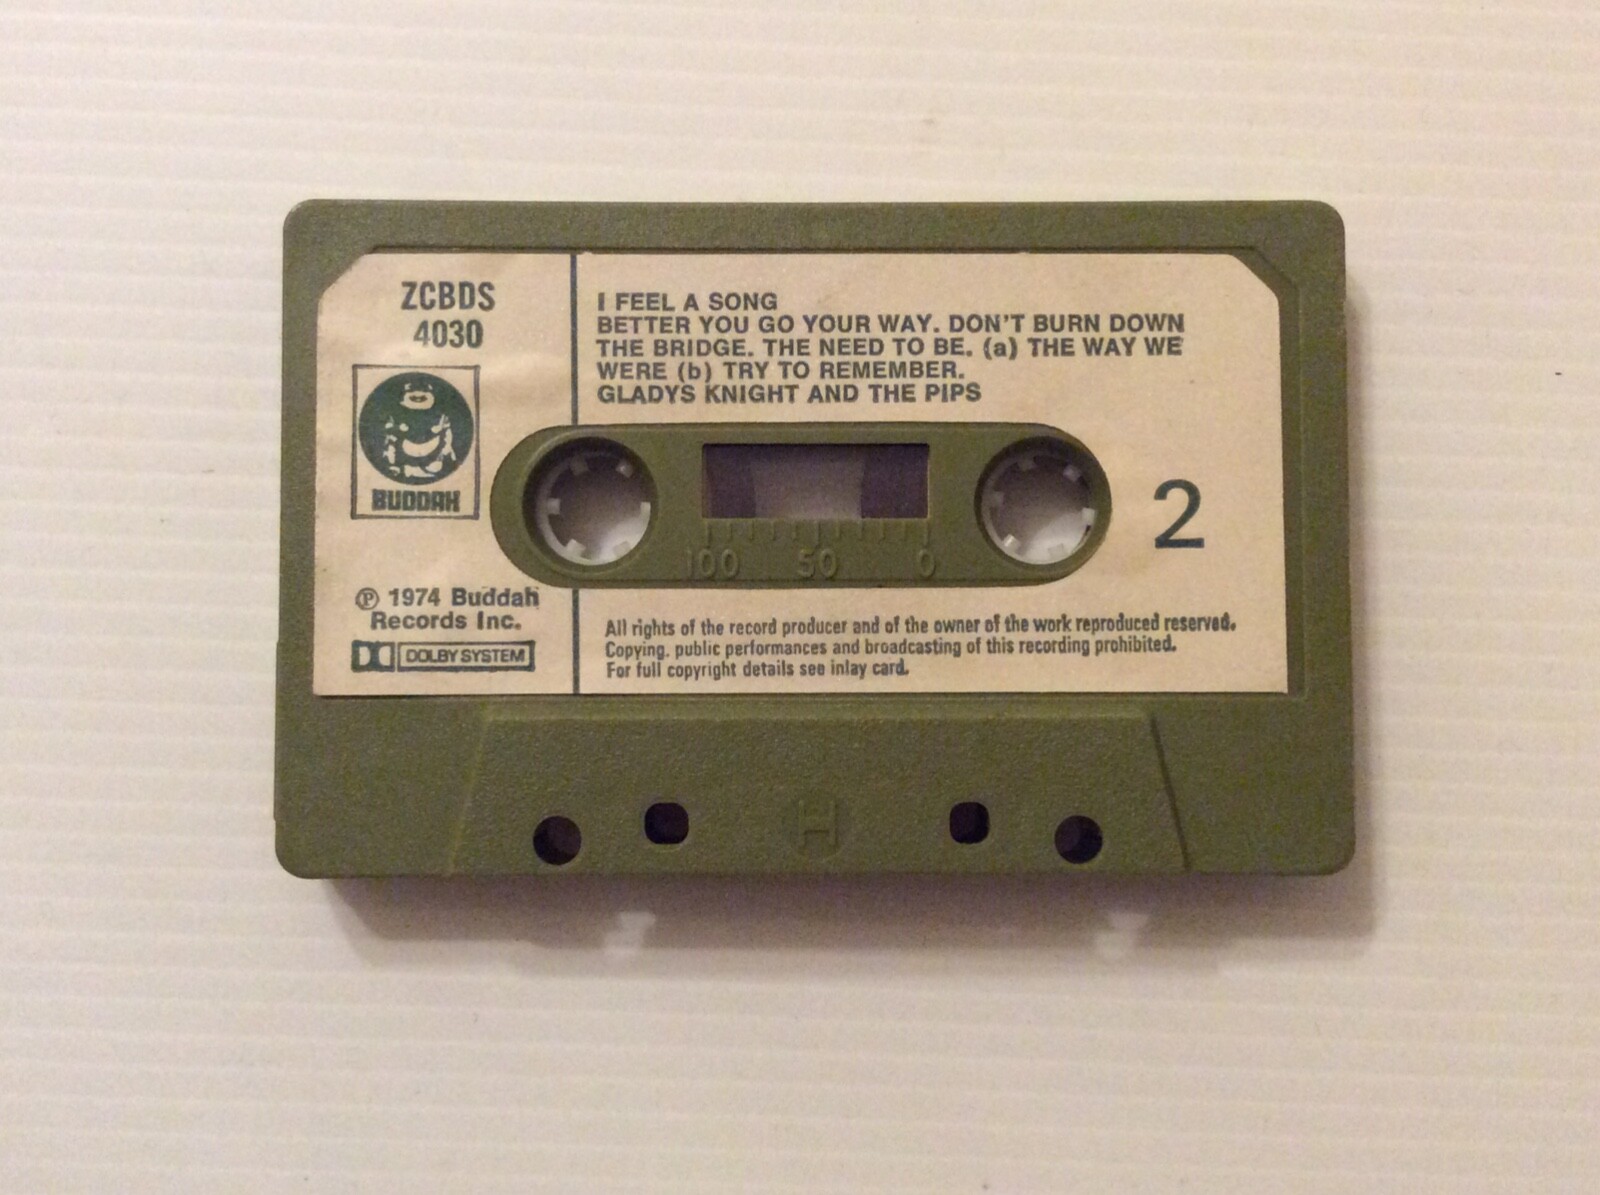 ZCBDS
4030
BUDDAH
℗ 1974 Buddah
Records Inc.
DOLBY SYSTEM
I FEEL A SONG
BETTER YOU GO YOUR WAY. DON'T BURN DOWN
THE BRIDGE. THE NEED TO BE. (a) THE WAY WE
WERE (b) TRY TO REMEMBER.
GLADYS KNIGHT AND THE PIPS
100 50 0
2
All rights of the record producer and of the owner of the work reproduced reserved.
Copying, public performances and broadcasting of this recording prohibited.
For full copyright details see inlay card.
H